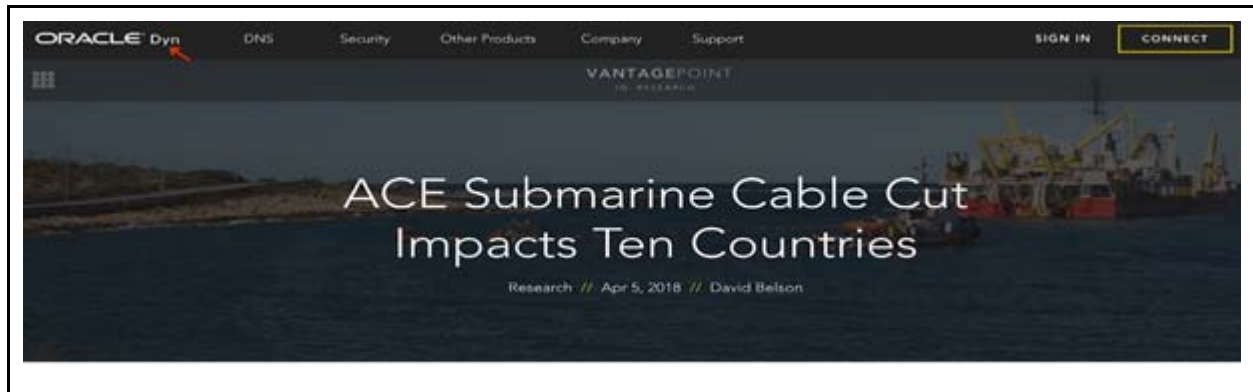 ORACLE Dyn DNS Security Other Products Company Support SIGN IN CONNECT
VANTAGEPOINT
ACE Submarine Cable Cut
Impacts Ten Countries
Research // Apr 5, 2018 // David Belson